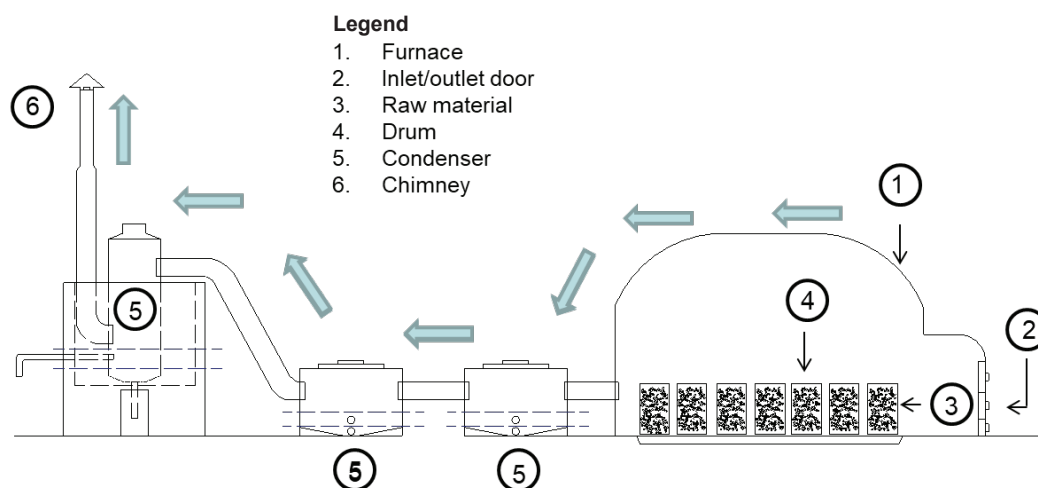 Legend
1. Furnace
2. Inlet/outlet door
3. Raw material
4. Drum
5. Condenser
6. Chimney
6
1
5
4
2
3
5
5